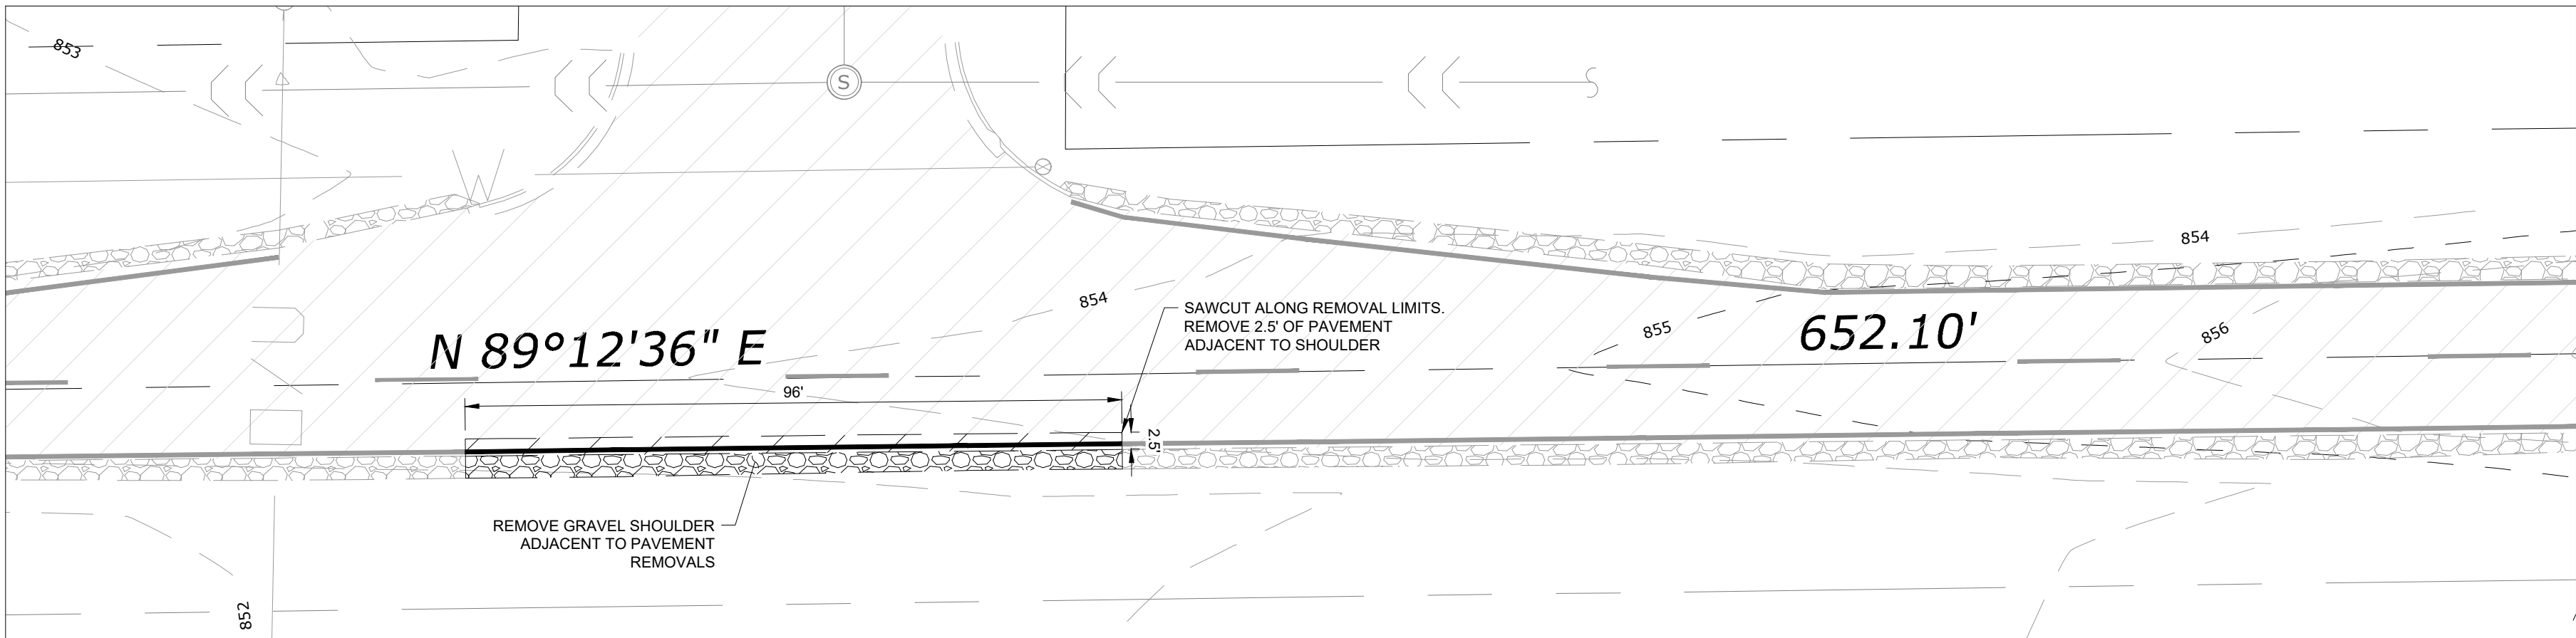 853
S
854
854
SAWCUT ALONG REMOVAL LIMITS.
REMOVE 2.5' OF PAVEMENT
ADJACENT TO SHOULDER
855
652.10'
856
N 89°12'36" E
96'
2.5'
REMOVE GRAVEL SHOULDER
ADJACENT TO PAVEMENT
REMOVALS
852